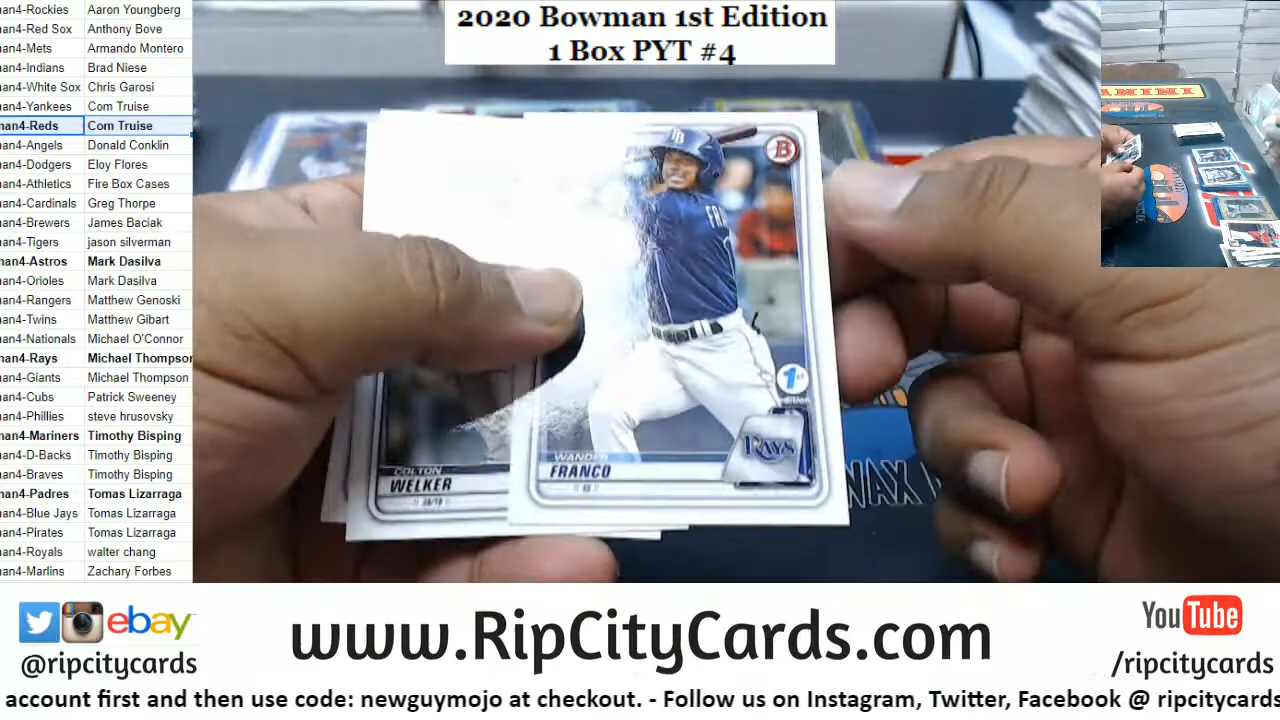 2020 Bowman 1st Edition
1 Box PYT #4
nan4-Rockies Aaron Youngberg
nan4-Red Sox Anthony Bove
nan4-Mets Armando Montero
nan4-Indians Brad Niese
nan4-White Sox Chris Garosi
nan4-Yankees Com Truise
nan4-Reds Com Truise
nan4-Angels Donald Conklin
nan4-Dodgers Eloy Flores
nan4-Athletics Fire Box Cases
nan4-Cardinals Greg Thorpe
nan4-Brewers James Baciak
nan4-Tigers jason silverman
nan4-Astros Mark Dasilva
nan4-Orioles Mark Dasilva
nan4-Rangers Matthew Genoski
nan4-Twins Matthew Gibart
nan4-Nationals Michael O'Connor
nan4-Rays Michael Thompson
nan4-Giants Michael Thompson
nan4-Cubs Patrick Sweeney
nan4-Phillies steve hrusovsky
nan4-Mariners Timothy Bisping
nan4-D-Backs Timothy Bisping
nan4-Braves Timothy Bisping
nan4-Padres Tomas Lizarraga
nan4-Blue Jays Tomas Lizarraga
nan4-Pirates Tomas Lizarraga
nan4-Royals walter chang
nan4-Marlins Zachary Forbes
PANINI
B
FRA
1st
edition
RAYS
WANDER
FRANCO
COLTON
WELKER
WAX
ebay
@ripcitycards
www.RipCityCards.com
YouTube
/ripcitycards
account first and then use code: newguymojo at checkout. - Follow us on Instagram, Twitter, Facebook @ ripcitycards